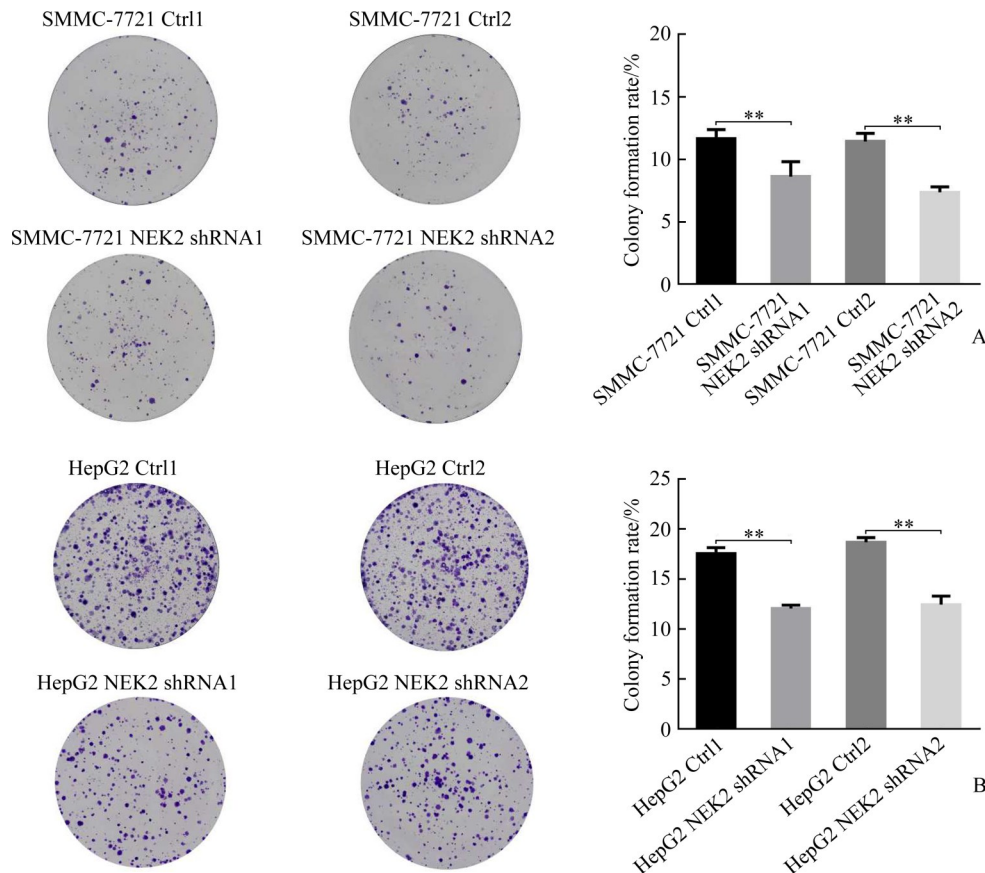 SMMC-7721 Ctrl1
SMMC-7721 Ctrl2
SMMC-7721 NEK2 shRNA1
SMMC-7721 NEK2 shRNA2
20
15
10
5
0
Colony formation rate/%
**
**
SMMC-7721 Ctrl1
SMMC-7721
NEK2 shRNA1
SMMC-7721 Ctrl2
SMMC-7721
NEK2 shRNA2
A
HepG2 Ctrl1
HepG2 Ctrl2
HepG2 NEK2 shRNA1
HepG2 NEK2 shRNA2
25
20
15
10
5
0
Colony formation rate/%
**
**
HepG2 Ctrl1
HepG2 NEK2 shRNA1
HepG2 Ctrl2
HepG2 NEK2 shRNA2
B